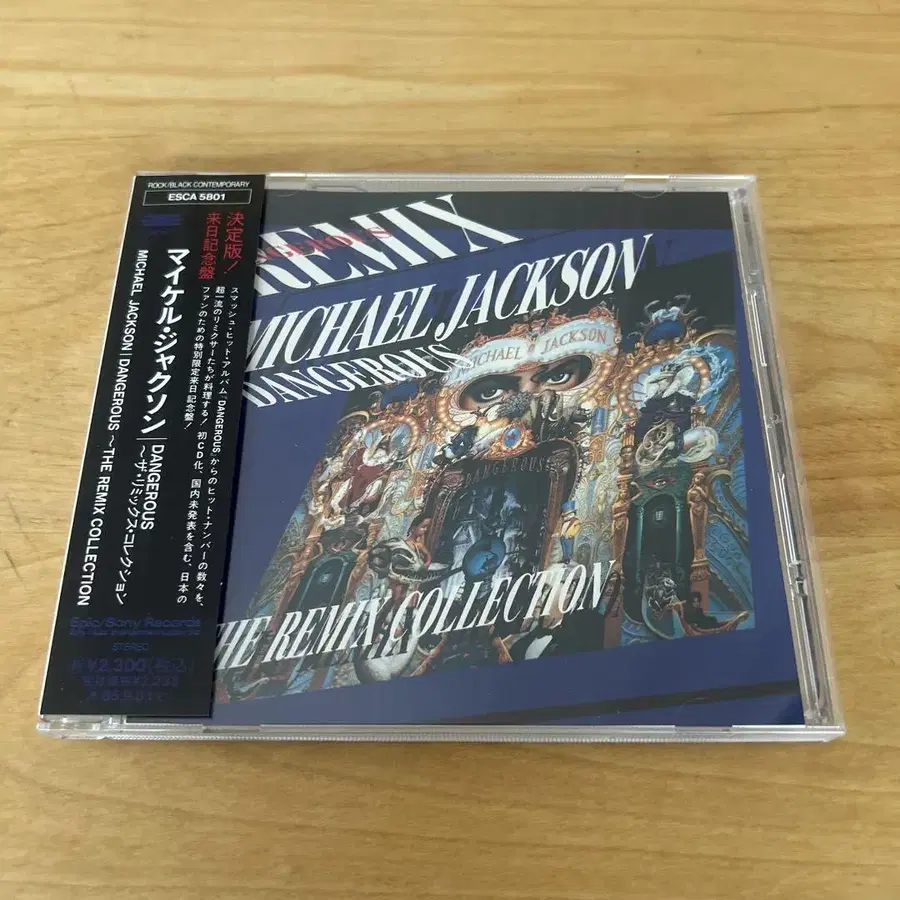 ROCK/BLACK CONTEMPORARY
ESCA 5801
決定版!
来日記念盤
スマッシュ・ヒット・アルバム『DANGEROUS』からのヒット・ナンバーの数々を、
超一流のリミクサーたちが料理する! 初CD化、国内未発表を含む、日本の
ファンのための特別限定来日記念盤!
マイケル・ジャクソン|DANGEROUS
〜ザ・リミックス・コレクション
MICHAEL JACKSON|DANGEROUS 〜THE REMIX COLLECTION
Epic/Sony Records
STEREO
¥2,300(税込)
REMIX
DANGEROUS
MICHAEL JACKSON
DANGEROUS
MICHAEL JACKSON
DANGEROUS
THE REMIX COLLECTION